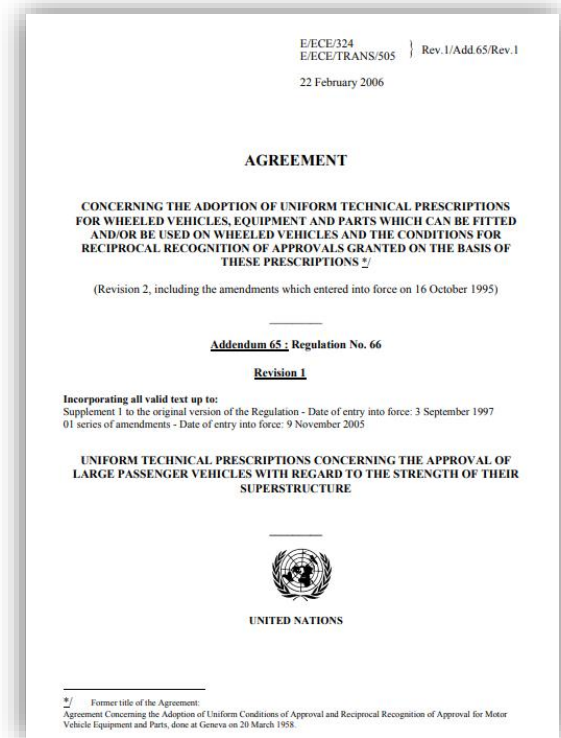 E/ECE/324
E/ECE/TRANS/505
} Rev.1/Add.65/Rev.1
22 February 2006
AGREEMENT
CONCERNING THE ADOPTION OF UNIFORM TECHNICAL PRESCRIPTIONS
FOR WHEELED VEHICLES, EQUIPMENT AND PARTS WHICH CAN BE FITTED
AND/OR BE USED ON WHEELED VEHICLES AND THE CONDITIONS FOR
RECIPROCAL RECOGNITION OF APPROVALS GRANTED ON THE BASIS OF
THESE PRESCRIPTIONS */
(Revision 2, including the amendments which entered into force on 16 October 1995)
Addendum 65 : Regulation No. 66
Revision 1
Incorporating all valid text up to:
Supplement 1 to the original version of the Regulation - Date of entry into force: 3 September 1997
01 series of amendments - Date of entry into force: 9 November 2005
UNIFORM TECHNICAL PRESCRIPTIONS CONCERNING THE APPROVAL OF
LARGE PASSENGER VEHICLES WITH REGARD TO THE STRENGTH OF THEIR
SUPERSTRUCTURE
UNITED NATIONS
*/ Former title of the Agreement:
Agreement Concerning the Adoption of Uniform Conditions of Approval and Reciprocal Recognition of Approval for Motor
Vehicle Equipment and Parts, done at Geneva on 20 March 1958.